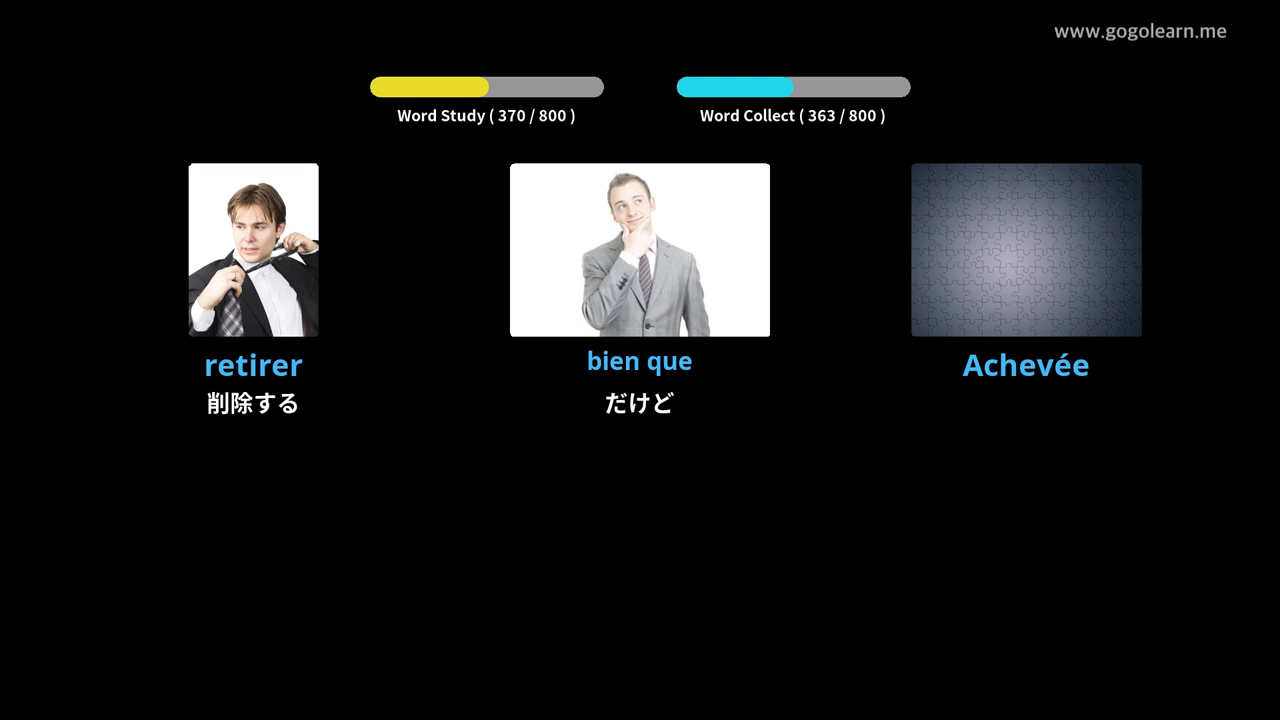 www.gogolearn.me
Word Study ( 370 / 800 )
Word Collect ( 363 / 800 )
retirer
削除する
bien que
だけど
Achevée